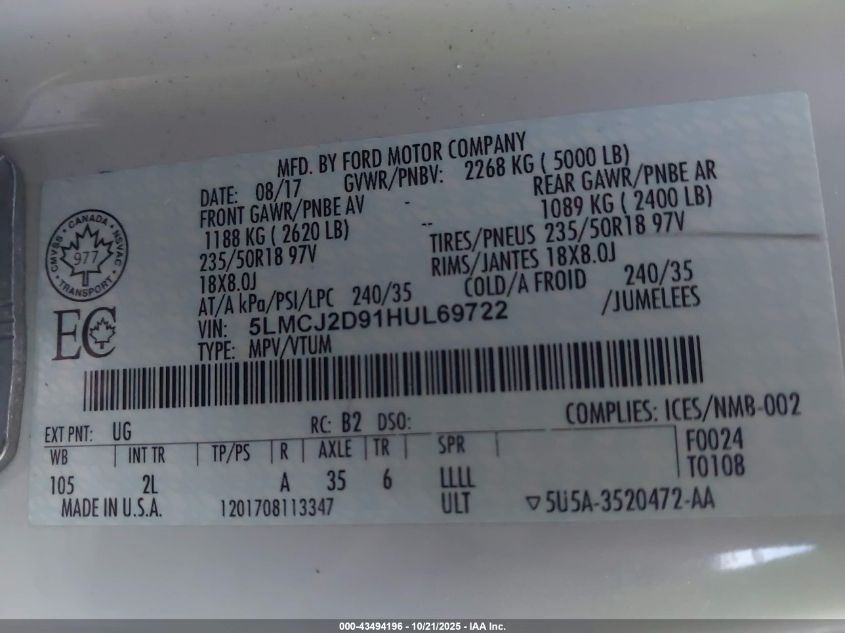 MFD. BY FORD MOTOR COMPANY
DATE: 08/17 GVWR/PNBV: 2268 KG ( 5000 LB)
FRONT GAWR/PNBE AV - REAR GAWR/PNBE AR
1188 KG ( 2620 LB) -- 1089 KG ( 2400 LB)
235/50R18 97V TIRES/PNEUS 235/50R18 97V
18X8.0J RIMS/JANTES 18X8.0J
AT/A kPa/PSI/LPC 240/35 COLD/A FROID 240/35
VIN: 5LMCJ2D91HUL69722 /JUMELEES
TYPE: MPV/VTUM
CANADA
CMVSS NSVAC
977
TRANSPORT
EC
EXT PNT: UG RC: B2 DSO: COMPLIES: ICES/NMB-002
WB INT TR TP/PS R AXLE TR SPR F0024
105 2L A 35 6 LLLL T0108
MADE IN U.S.A. 1201708113347 ULT 5U5A-3520472-AA
000-43494196 - 10/21/2025 - IAA Inc.